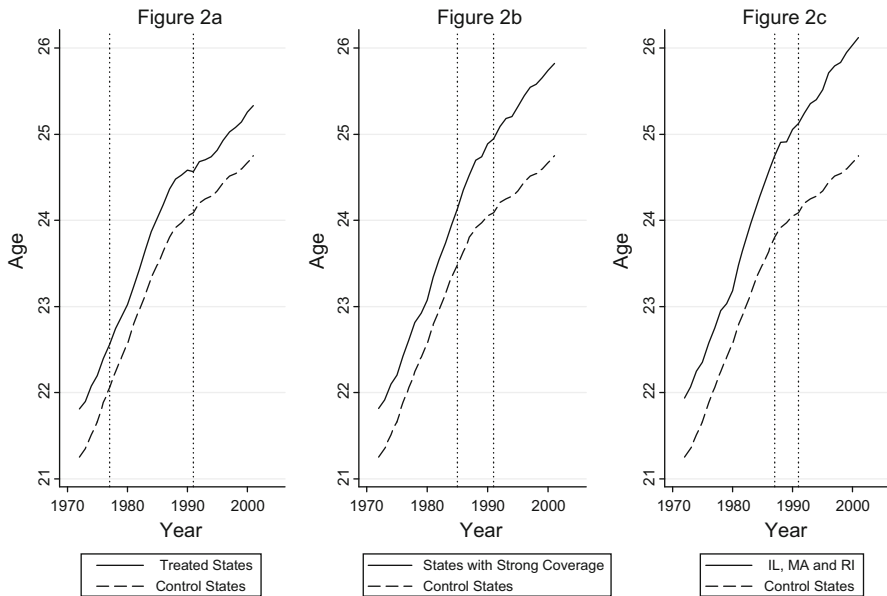 Figure 2a
Age
26
25
24
23
22
21
1970 1980 1990 2000
Year
Treated States
Control States
Figure 2b
Age
26
25
24
23
22
21
1970 1980 1990 2000
Year
States with Strong Coverage
Control States
Figure 2c
Age
26
25
24
23
22
21
1970 1980 1990 2000
Year
IL, MA and RI
Control States